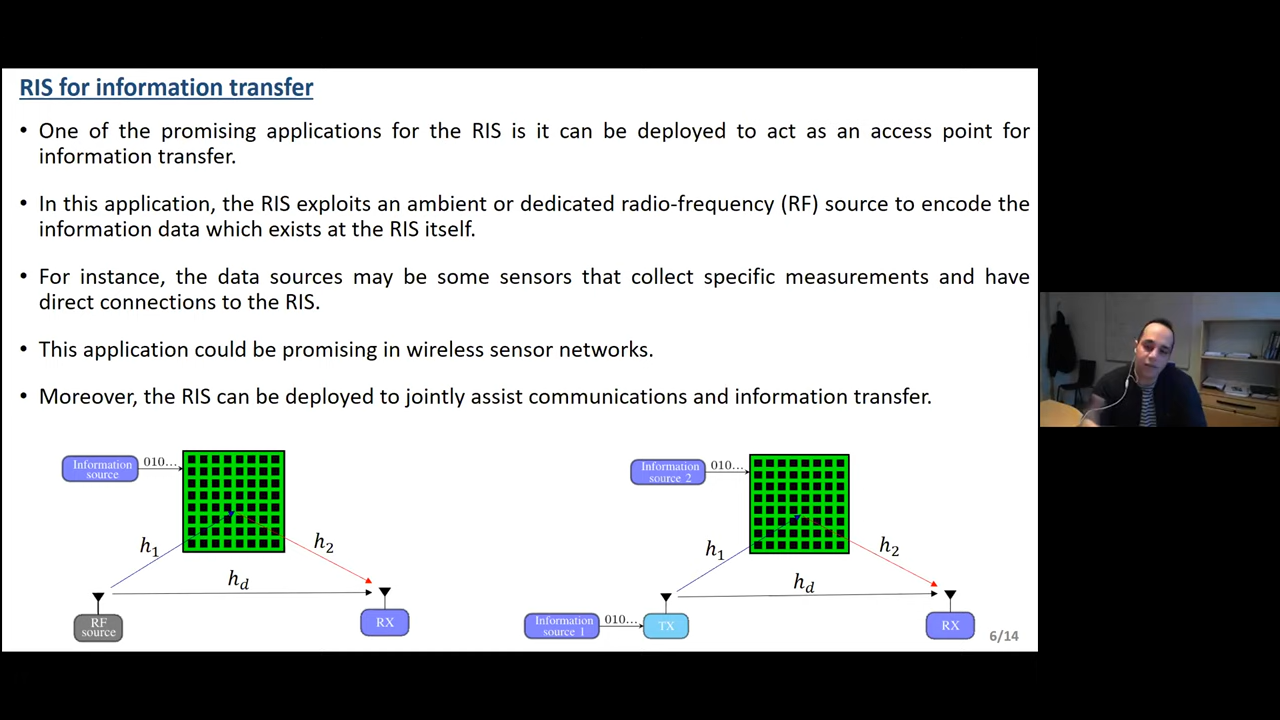 RIS for information transfer
• One of the promising applications for the RIS is it can be deployed to act as an access point for
information transfer.
• In this application, the RIS exploits an ambient or dedicated radio-frequency (RF) source to encode the
information data which exists at the RIS itself.
• For instance, the data sources may be some sensors that collect specific measurements and have
direct connections to the RIS.
• This application could be promising in wireless sensor networks.
• Moreover, the RIS can be deployed to jointly assist communications and information transfer.
Information
source
010...
h1
h2
hd
RF
source
RX
Information
source 2
010...
h1
h2
hd
Information
source 1
010...
TX
RX
6/14